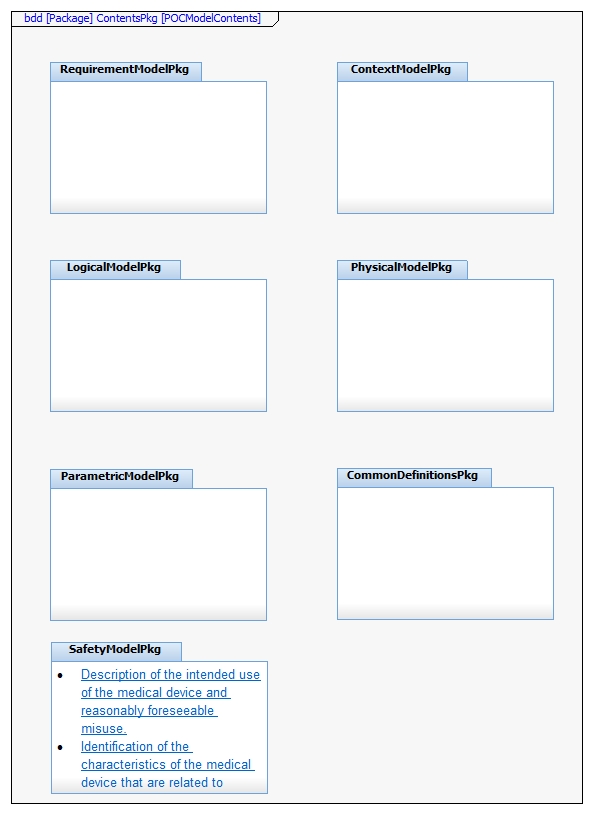 bdd [Package] ContentsPkg [POCModelContents]
RequirementModelPkg
ContextModelPkg
LogicalModelPkg
PhysicalModelPkg
ParametricModelPkg
CommonDefinitionsPkg
SafetyModelPkg
• Description of the intended use
of the medical device and
reasonably foreseeable
misuse.
• Identification of the
characteristics of the medical
device that are related to